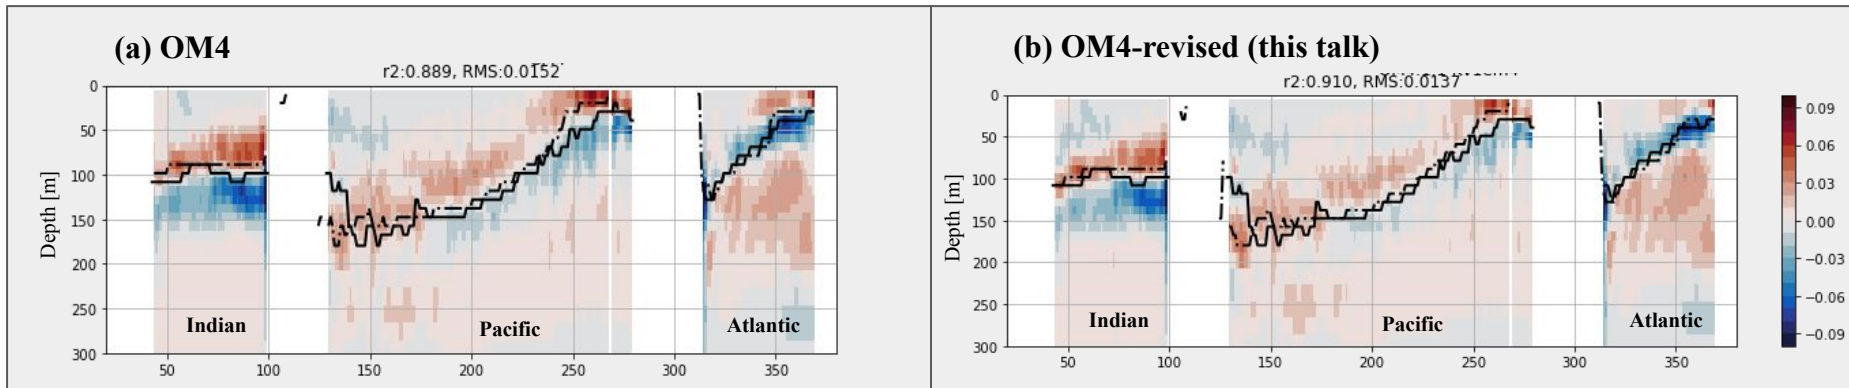 (a) OM4
r2:0.889, RMS:0.0152
0
50
100
150
200
250
300
Depth [m]
Indian
Pacific
Atlantic
50
100
150
200
250
300
350
(b) OM4-revised (this talk)
r2:0.910, RMS:0.0137
0
50
100
150
200
250
300
Depth [m]
Indian
Pacific
Atlantic
50
100
150
200
250
300
350
0.09
0.06
0.03
0.00
−0.03
−0.06
−0.09